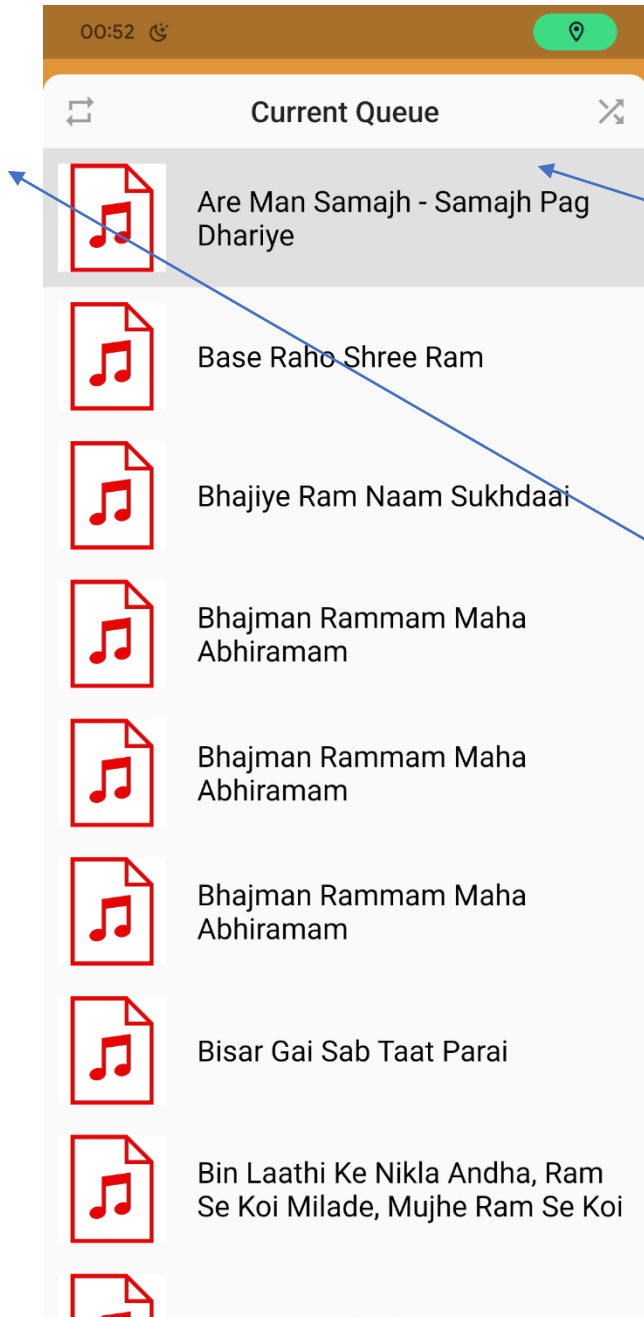 00:52
Current Queue
Are Man Samajh - Samajh Pag
Dhariye
Base Raho Shree Ram
Bhajiye Ram Naam Sukhdaai
Bhajman Rammam Maha
Abhiramam
Bhajman Rammam Maha
Abhiramam
Bhajman Rammam Maha
Abhiramam
Bisar Gai Sab Taat Parai
Bin Laathi Ke Nikla Andha, Ram
Se Koi Milade, Mujhe Ram Se Koi